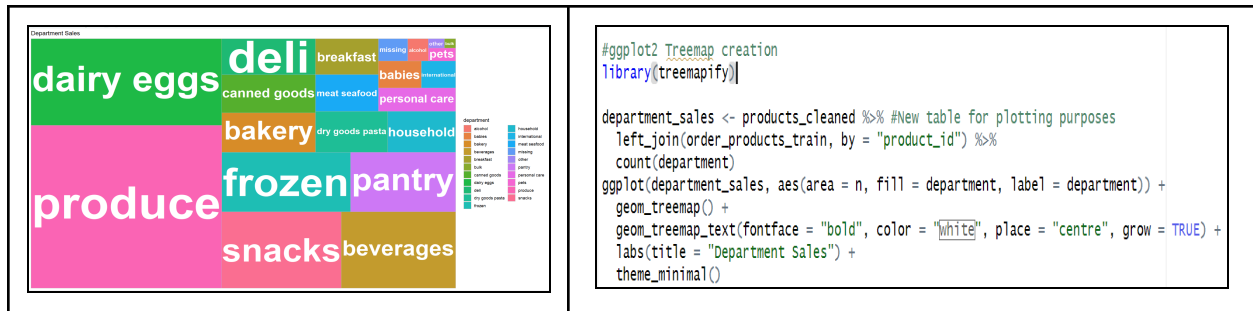 Department Sales
dairy eggs
produce
deli
canned goods
bakery
breakfast
meat seafood
dry goods pasta
household
missing
alcohol
other
bulk
pets
babies
international
personal care
frozen
pantry
snacks
beverages
department
alcohol
babies
bakery
beverages
breakfast
bulk
canned goods
dairy eggs
deli
dry goods pasta
frozen
household
international
meat seafood
missing
other
pantry
personal care
pets
produce
snacks
#ggplot2 Treemap creation
library(treemapify)
department_sales <- products_cleaned %>% #New table for plotting purposes
  left_join(order_products_train, by = "product_id") %>%
  count(department)
ggplot(department_sales, aes(area = n, fill = department, label = department)) +
  geom_treemap() +
  geom_treemap_text(fontface = "bold", color = "white", place = "centre", grow = TRUE) +
  labs(title = "Department Sales") +
  theme_minimal()